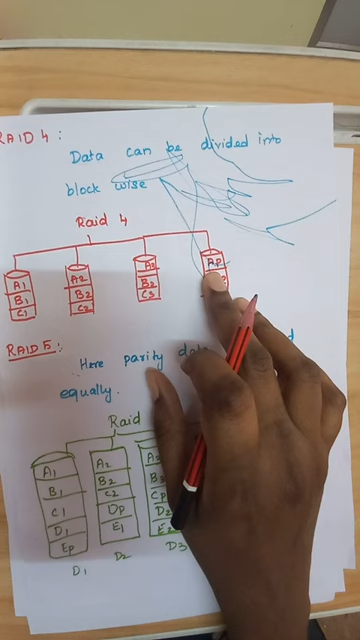 RAID 4:
Data can be divided into
block wise
Raid 4
A1 A2 A3 Ap
B1 B2 B3
C1 C2 C3
RAID 5:
Here parity
equally.
Raid
A1 A2
B1 B2
C1 C2 Cp
D1 Dp D2
Ep E1 E2
D1 D2 D3